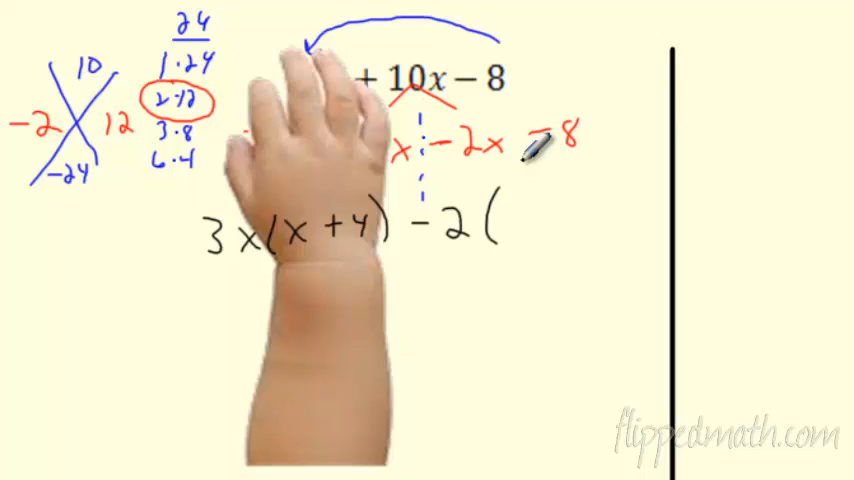 24
1·24
2·12
3·8
6·4
10
-2 12
-24
+ 10x − 8
x - 2x - 8
3x(x + 4) - 2(
flippedmath.com